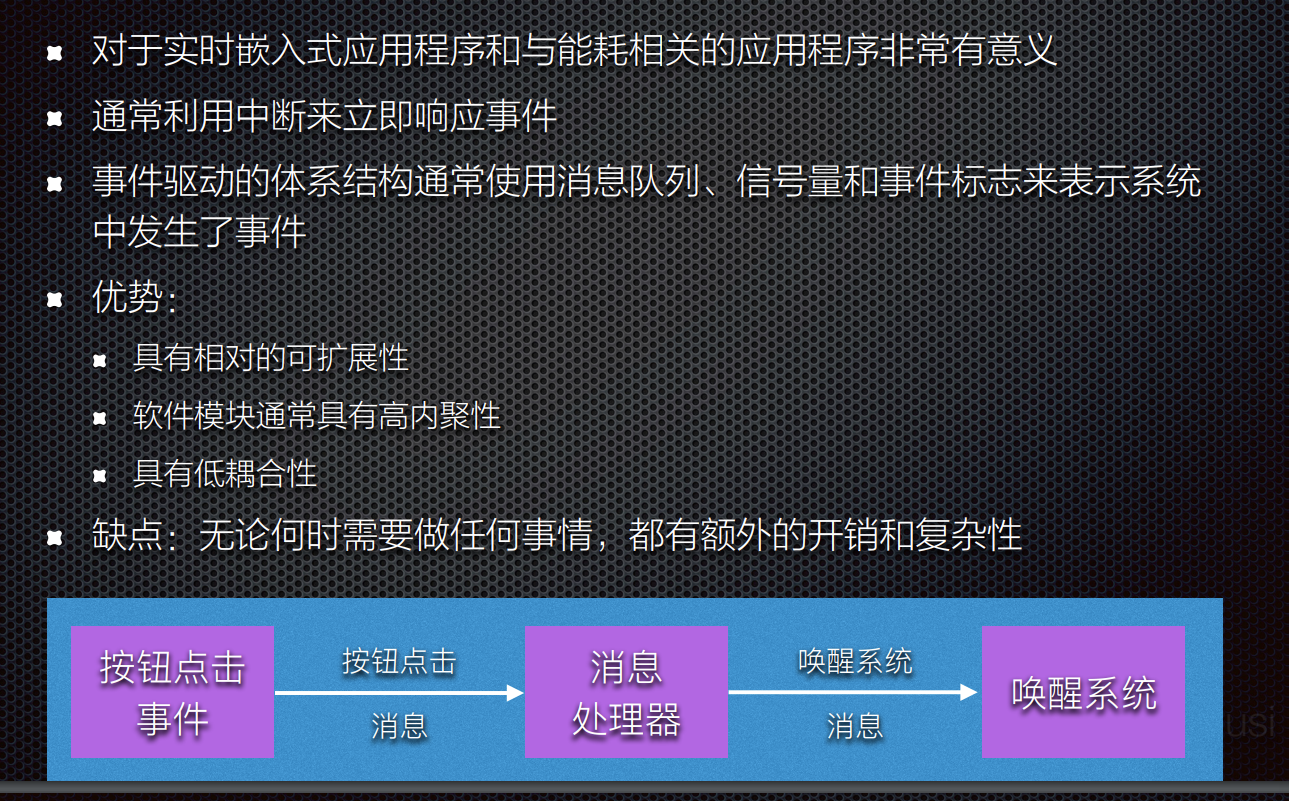 对于实时嵌入式应用程序和与能耗相关的应用程序非常有意义
通常利用中断来立即响应事件
事件驱动的体系结构通常使用消息队列、信号量和事件标志来表示系统
中发生了事件
优势：
具有相对的可扩展性
软件模块通常具有高内聚性
具有低耦合性
缺点：无论何时需要做任何事情，都有额外的开销和复杂性
按钮点击
事件
按钮点击
消息
消息
处理器
唤醒系统
消息
唤醒系统
usi